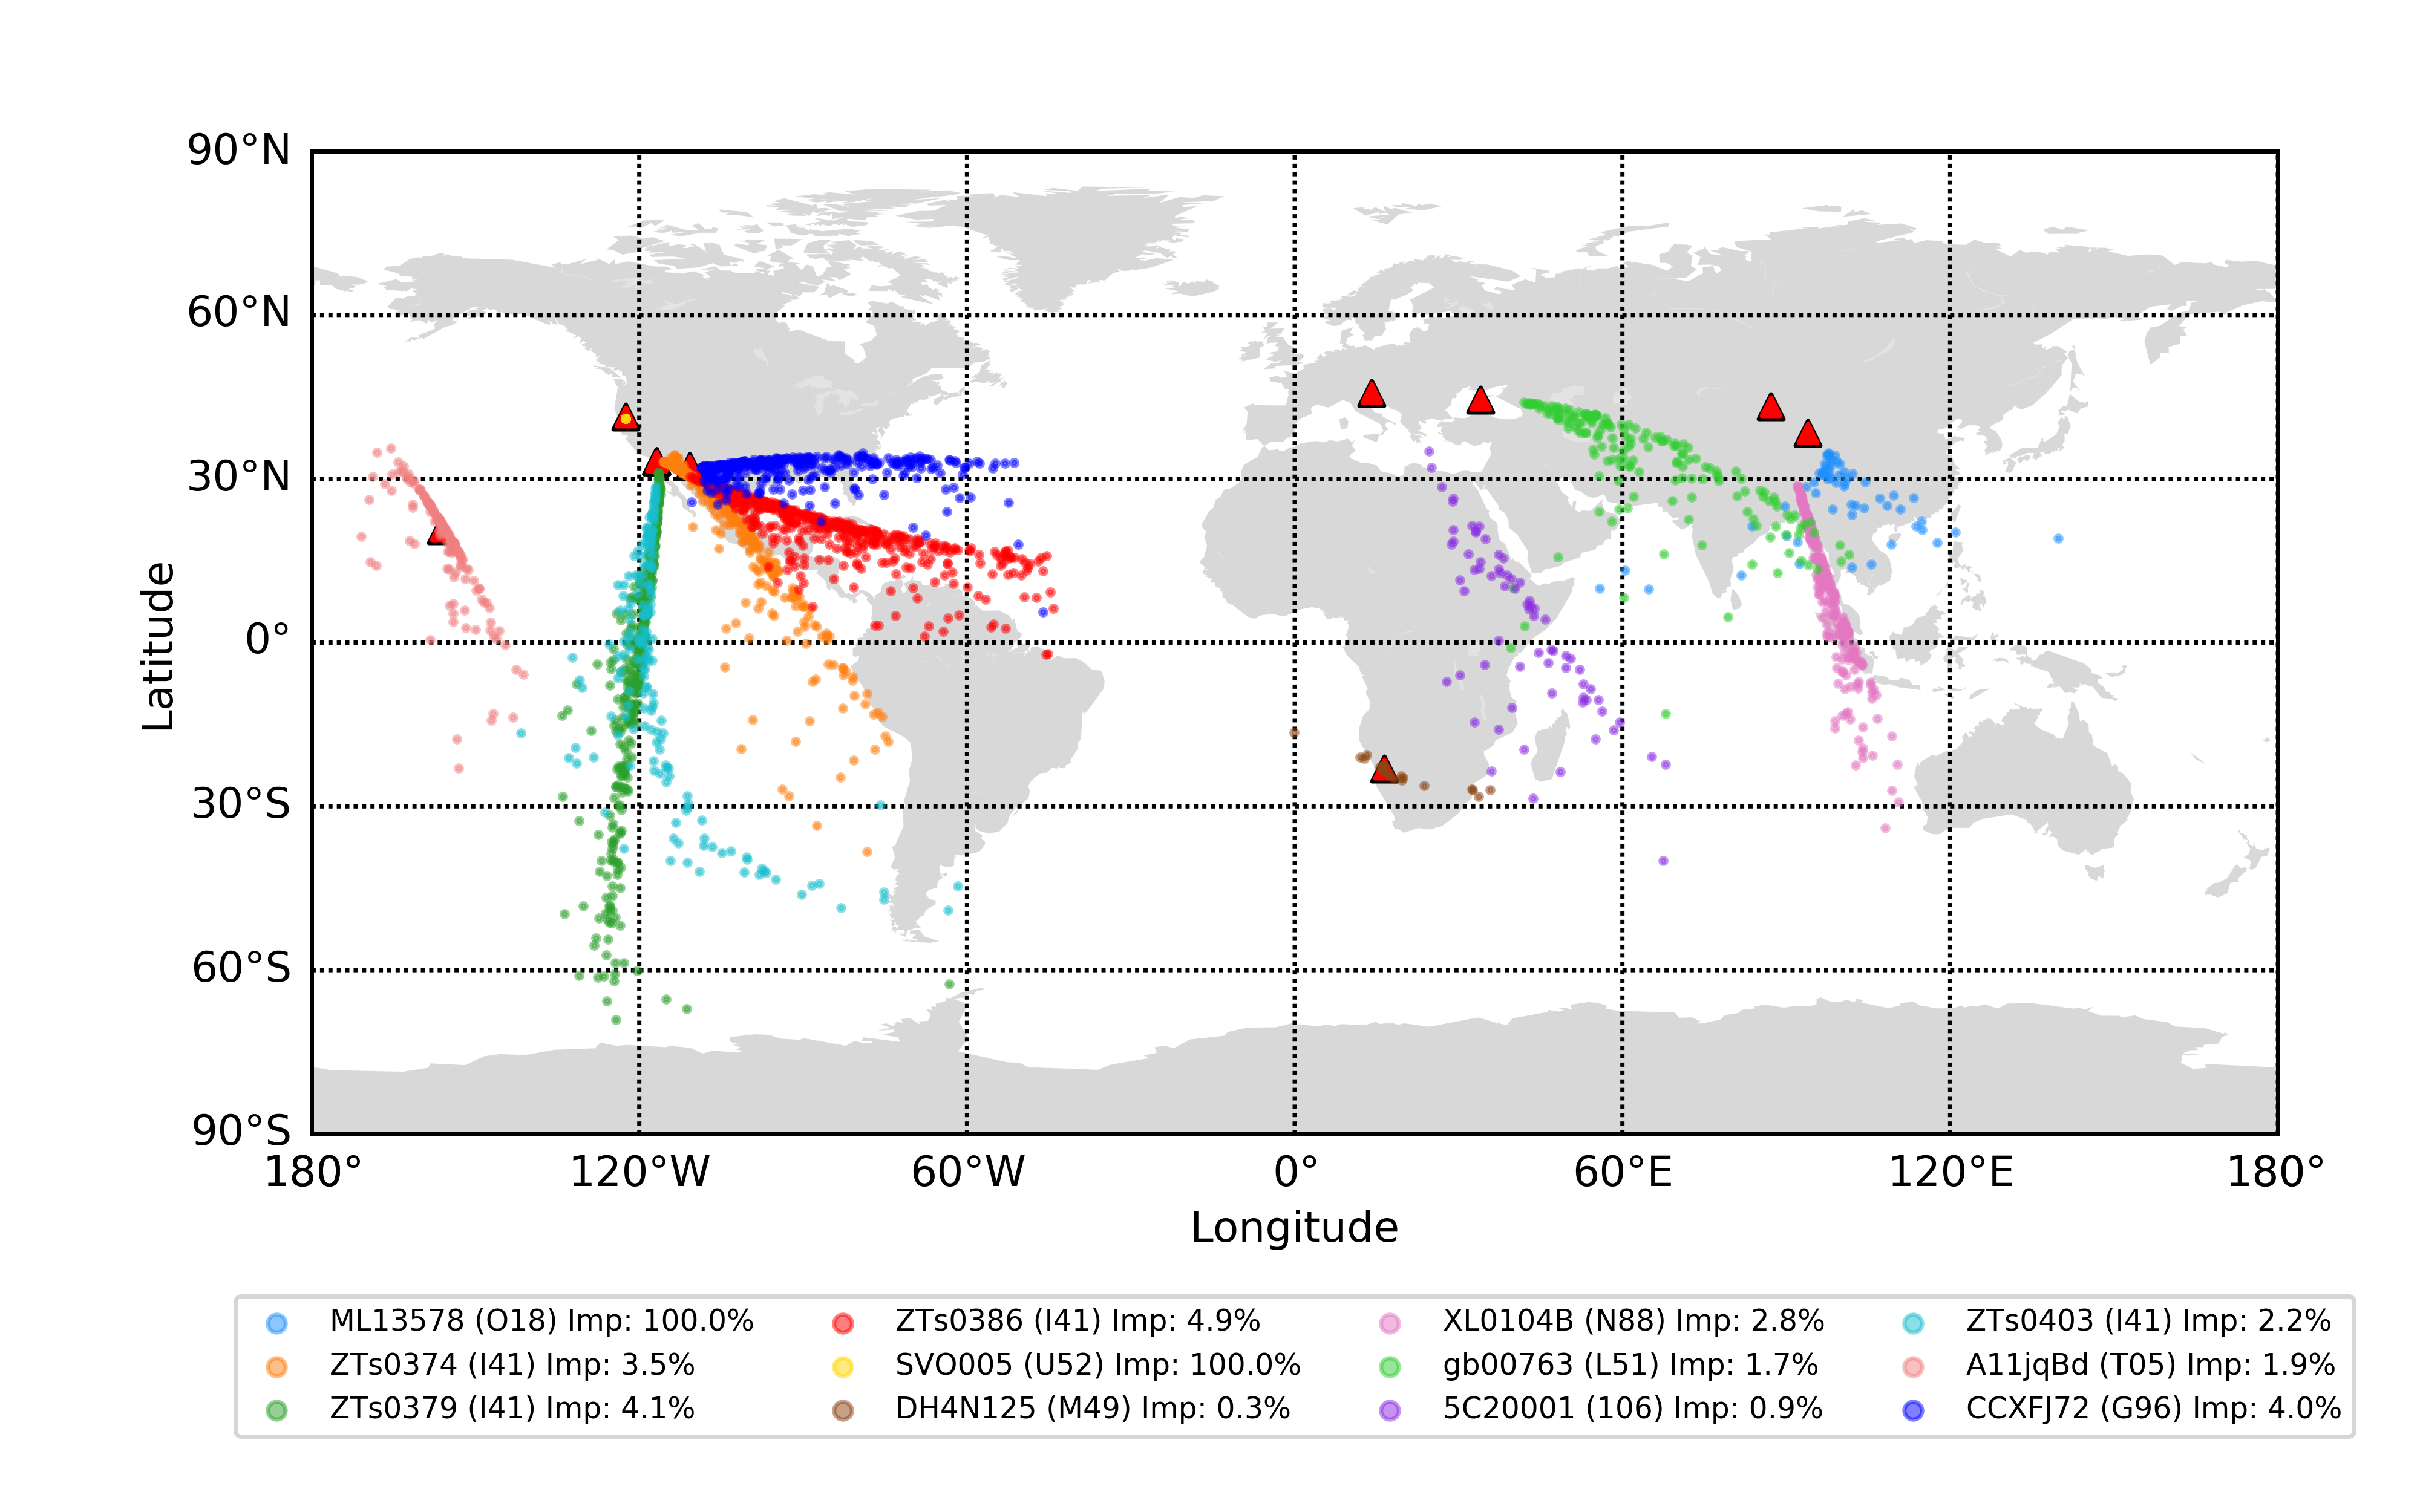 90°N
60°N
30°N
0°
30°S
60°S
90°S
Latitude
180° 120°W 60°W 0° 60°E 120°E 180°
Longitude
ML13578 (O18) Imp: 100.0%
ZTs0374 (I41) Imp: 3.5%
ZTs0379 (I41) Imp: 4.1%
ZTs0386 (I41) Imp: 4.9%
SVO005 (U52) Imp: 100.0%
DH4N125 (M49) Imp: 0.3%
XL0104B (N88) Imp: 2.8%
gb00763 (L51) Imp: 1.7%
5C20001 (106) Imp: 0.9%
ZTs0403 (I41) Imp: 2.2%
A11jqBd (T05) Imp: 1.9%
CCXFJ72 (G96) Imp: 4.0%